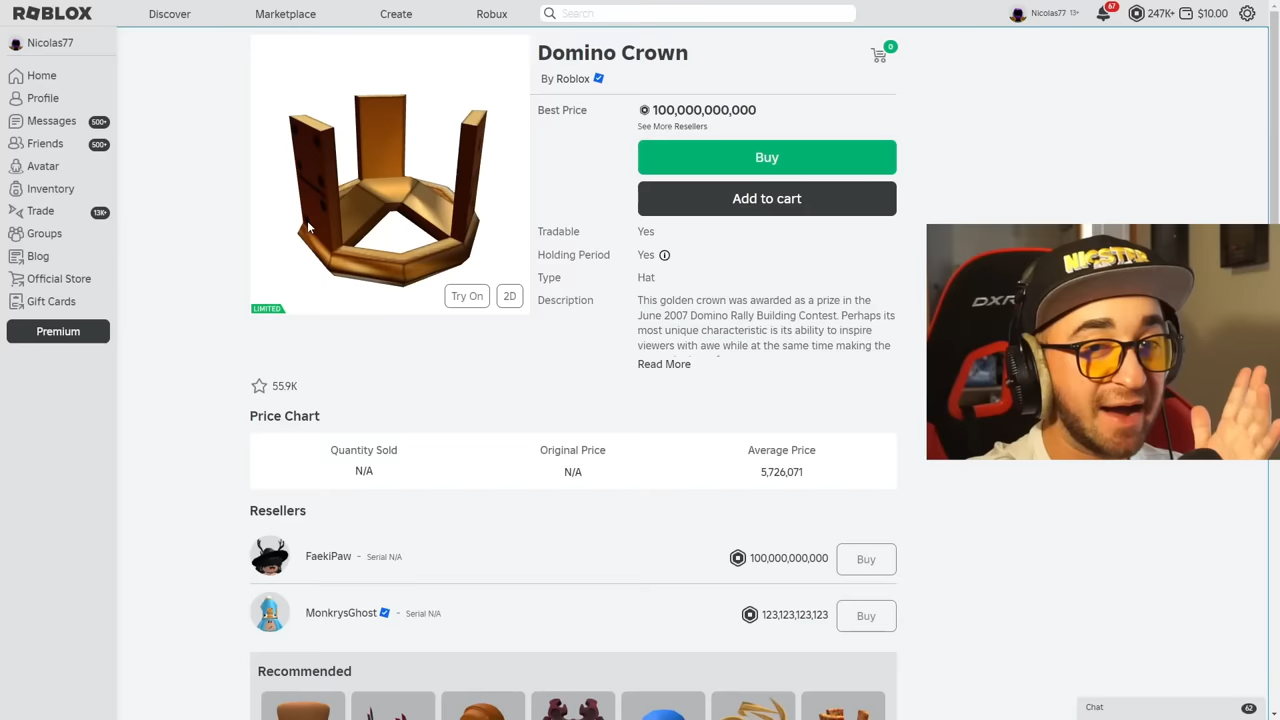 ROBLOX
Discover
Marketplace
Create
Robux
Search
Nicolas77 13+
67
247K+
$10.00
Nicolas77
Home
Profile
Messages 500+
Friends 500+
Avatar
Inventory
Trade 13K+
Groups
Blog
Official Store
Gift Cards
Premium
LIMITED
Try On
2D
Domino Crown
0
By Roblox
Best Price 100,000,000,000
See More Resellers
Buy
Add to cart
Tradable Yes
Holding Period Yes
Type Hat
Description This golden crown was awarded as a prize in the
June 2007 Domino Rally Building Contest. Perhaps its
most unique characteristic is its ability to inspire
viewers with awe while at the same time making the
Read More
55.9K
Price Chart
Quantity Sold
N/A
Original Price
N/A
Average Price
5,726,071
Resellers
FaekiPaw - Serial N/A 100,000,000,000 Buy
MonkrysGhost - Serial N/A 123,123,123,123 Buy
Recommended
DXR
Chat 62